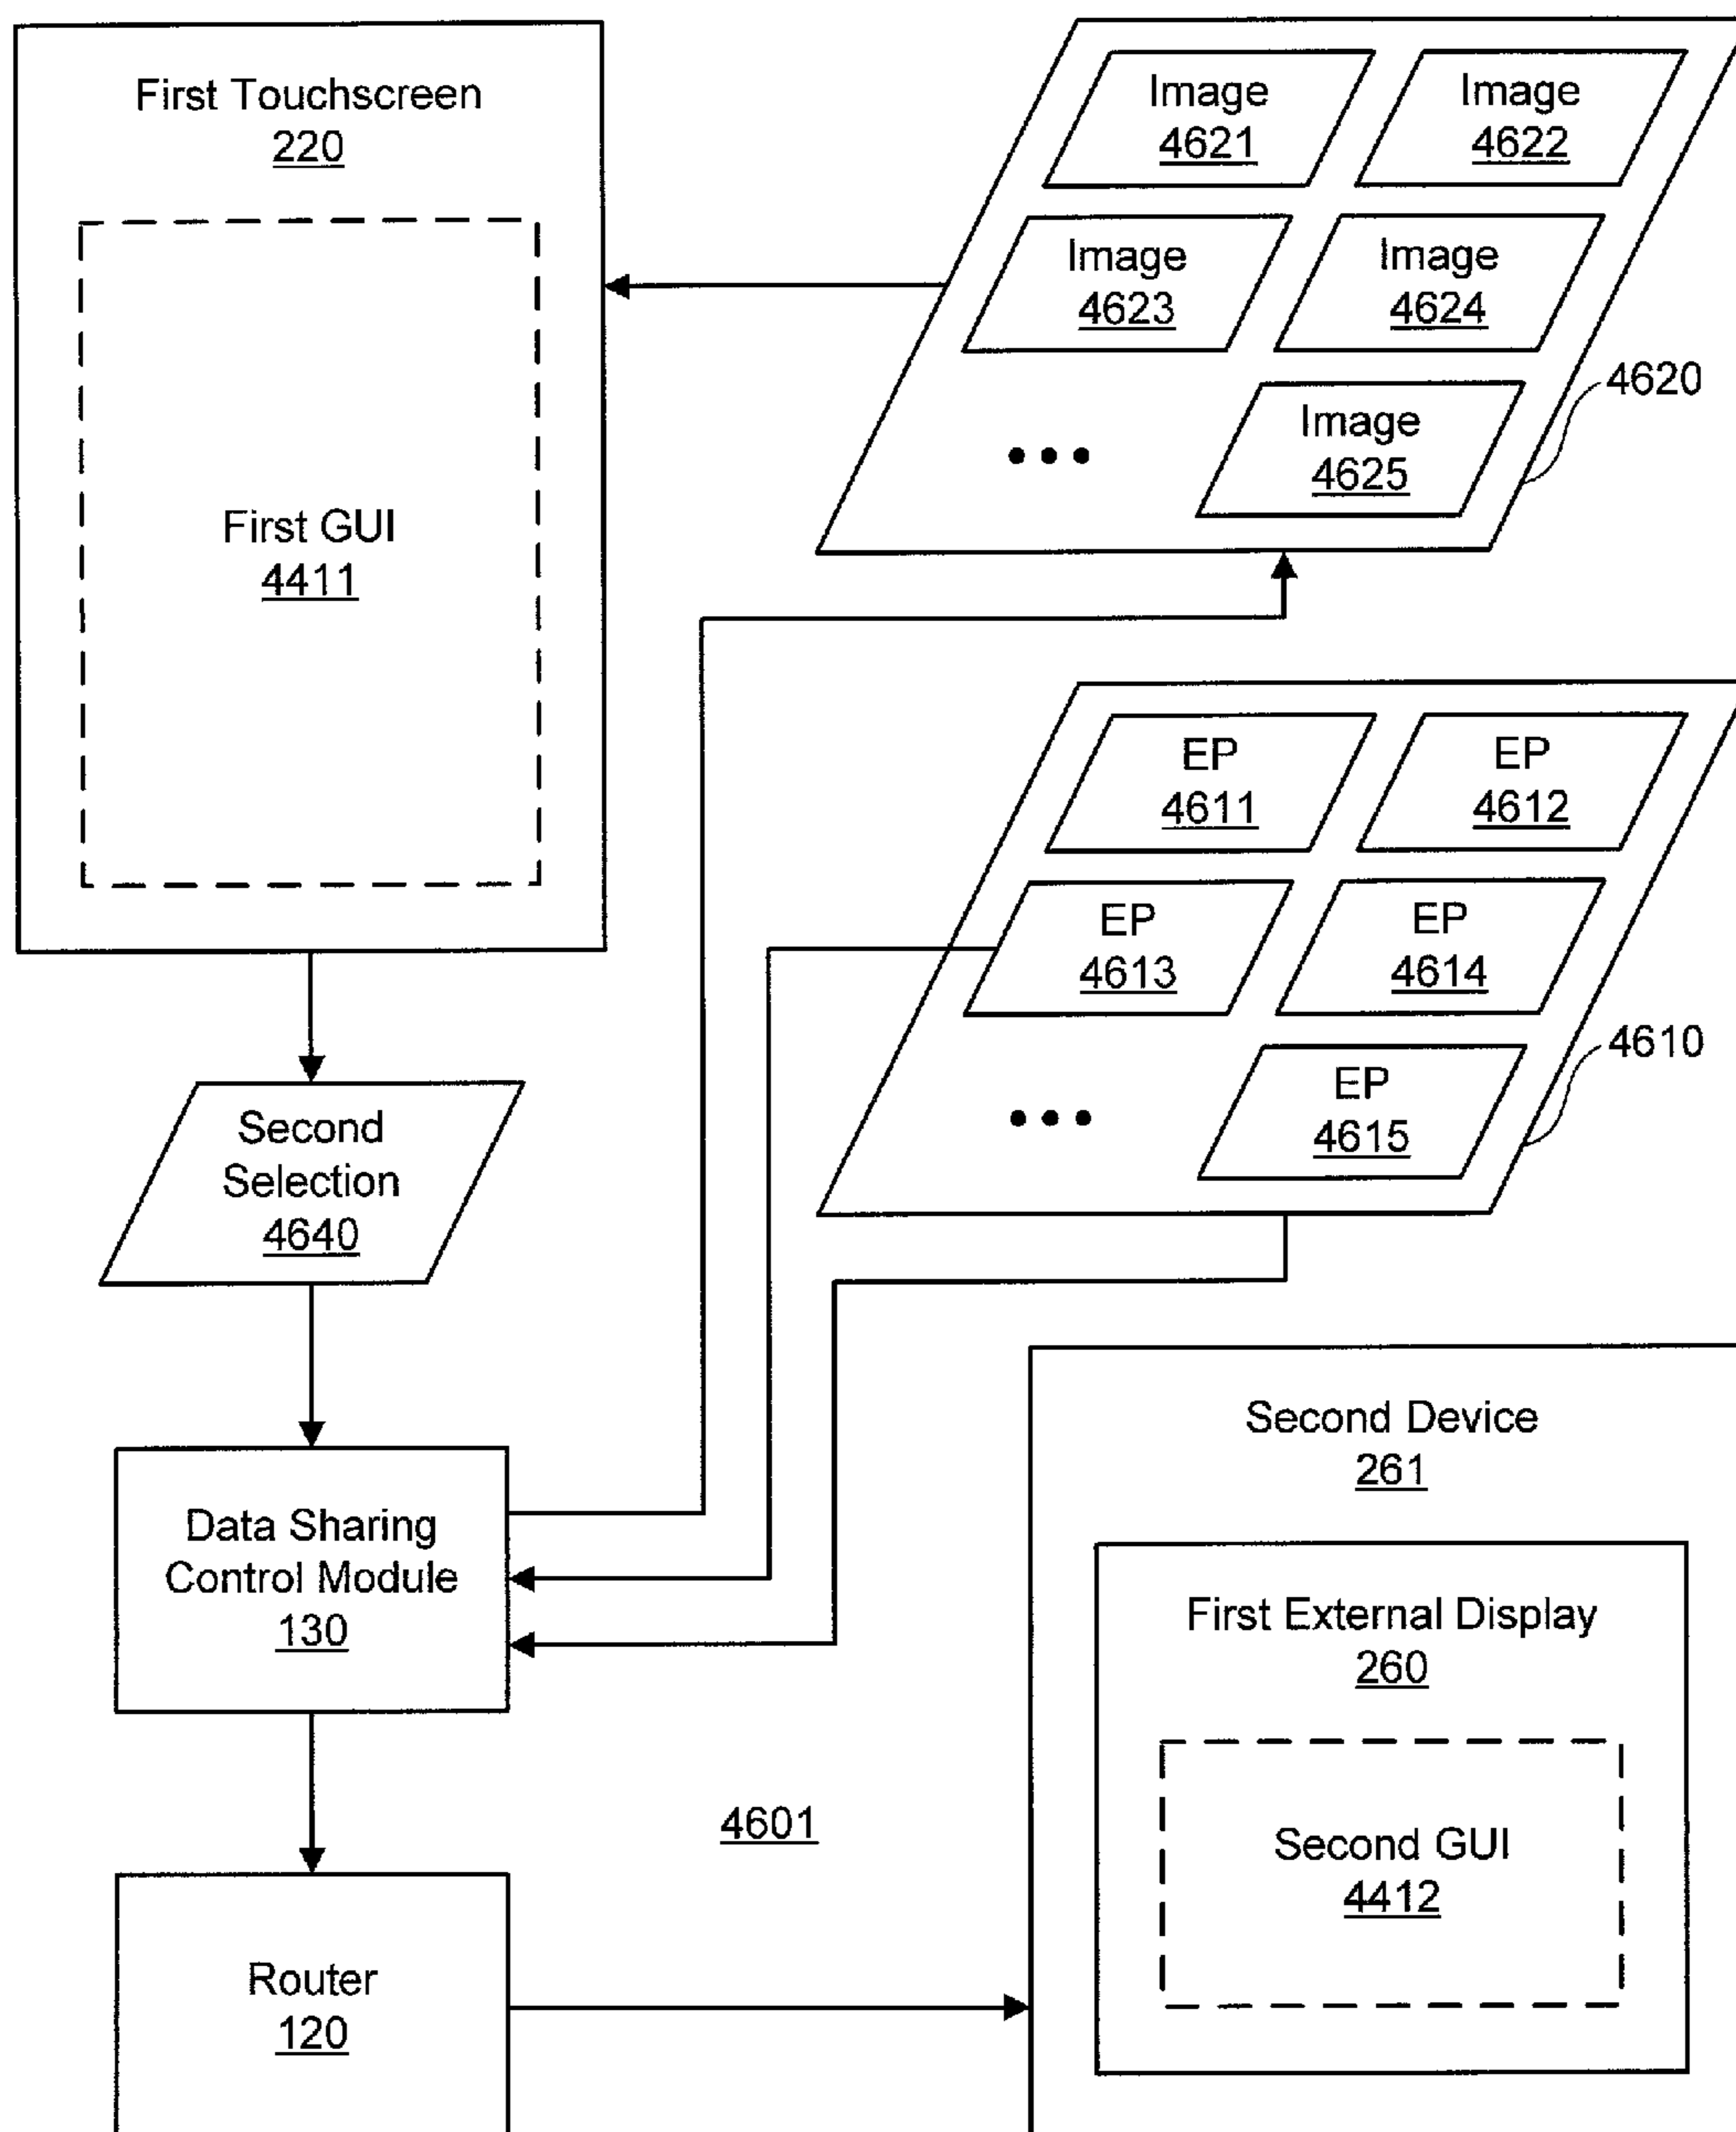 First Touchscreen
220
First GUI
4411
Image
4621
Image
4622
Image
4623
Image
4624
Image
4625
4620
EP
4611
EP
4612
EP
4613
EP
4614
EP
4615
4610
Second
Selection
4640
Data Sharing
Control Module
130
Router
120
4601
Second Device
261
First External Display
260
Second GUI
4412